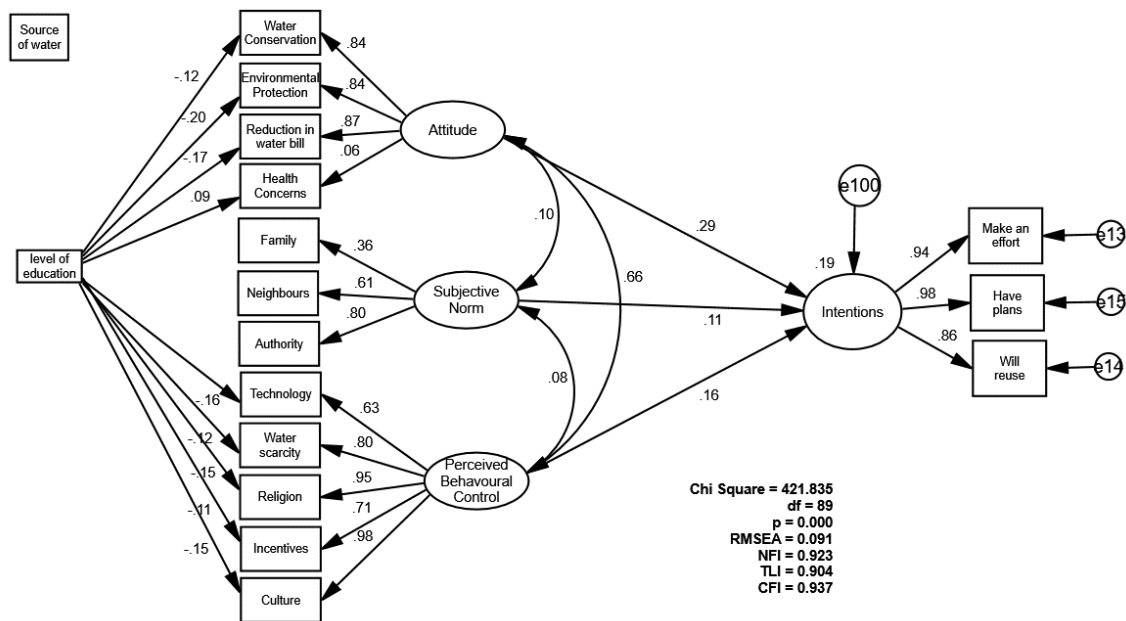 Source
of water
Water
Conservation
.84
-.12
Environmental
Protection
.84
-.20
Reduction in
water bill
.87
-.17
.06
Health
Concerns
.09
Attitude
level of
education
Family
.36
Neighbours
.61
Authority
.80
Subjective
Norm
.10
.66
.29
.11
.08
.16
Technology
.63
-.16
Water
scarcity
.80
-.12
Religion
.95
-.15
.71
Incentives
-.11
.98
-.15
Culture
Perceived
Behavoural
Control
e100
.19
Intentions
.94
Make an
effort
e13
.98
Have
plans
e15
.86
Will
reuse
e14
Chi Square = 421.835
df = 89
p = 0.000
RMSEA = 0.091
NFI = 0.923
TLI = 0.904
CFI = 0.937